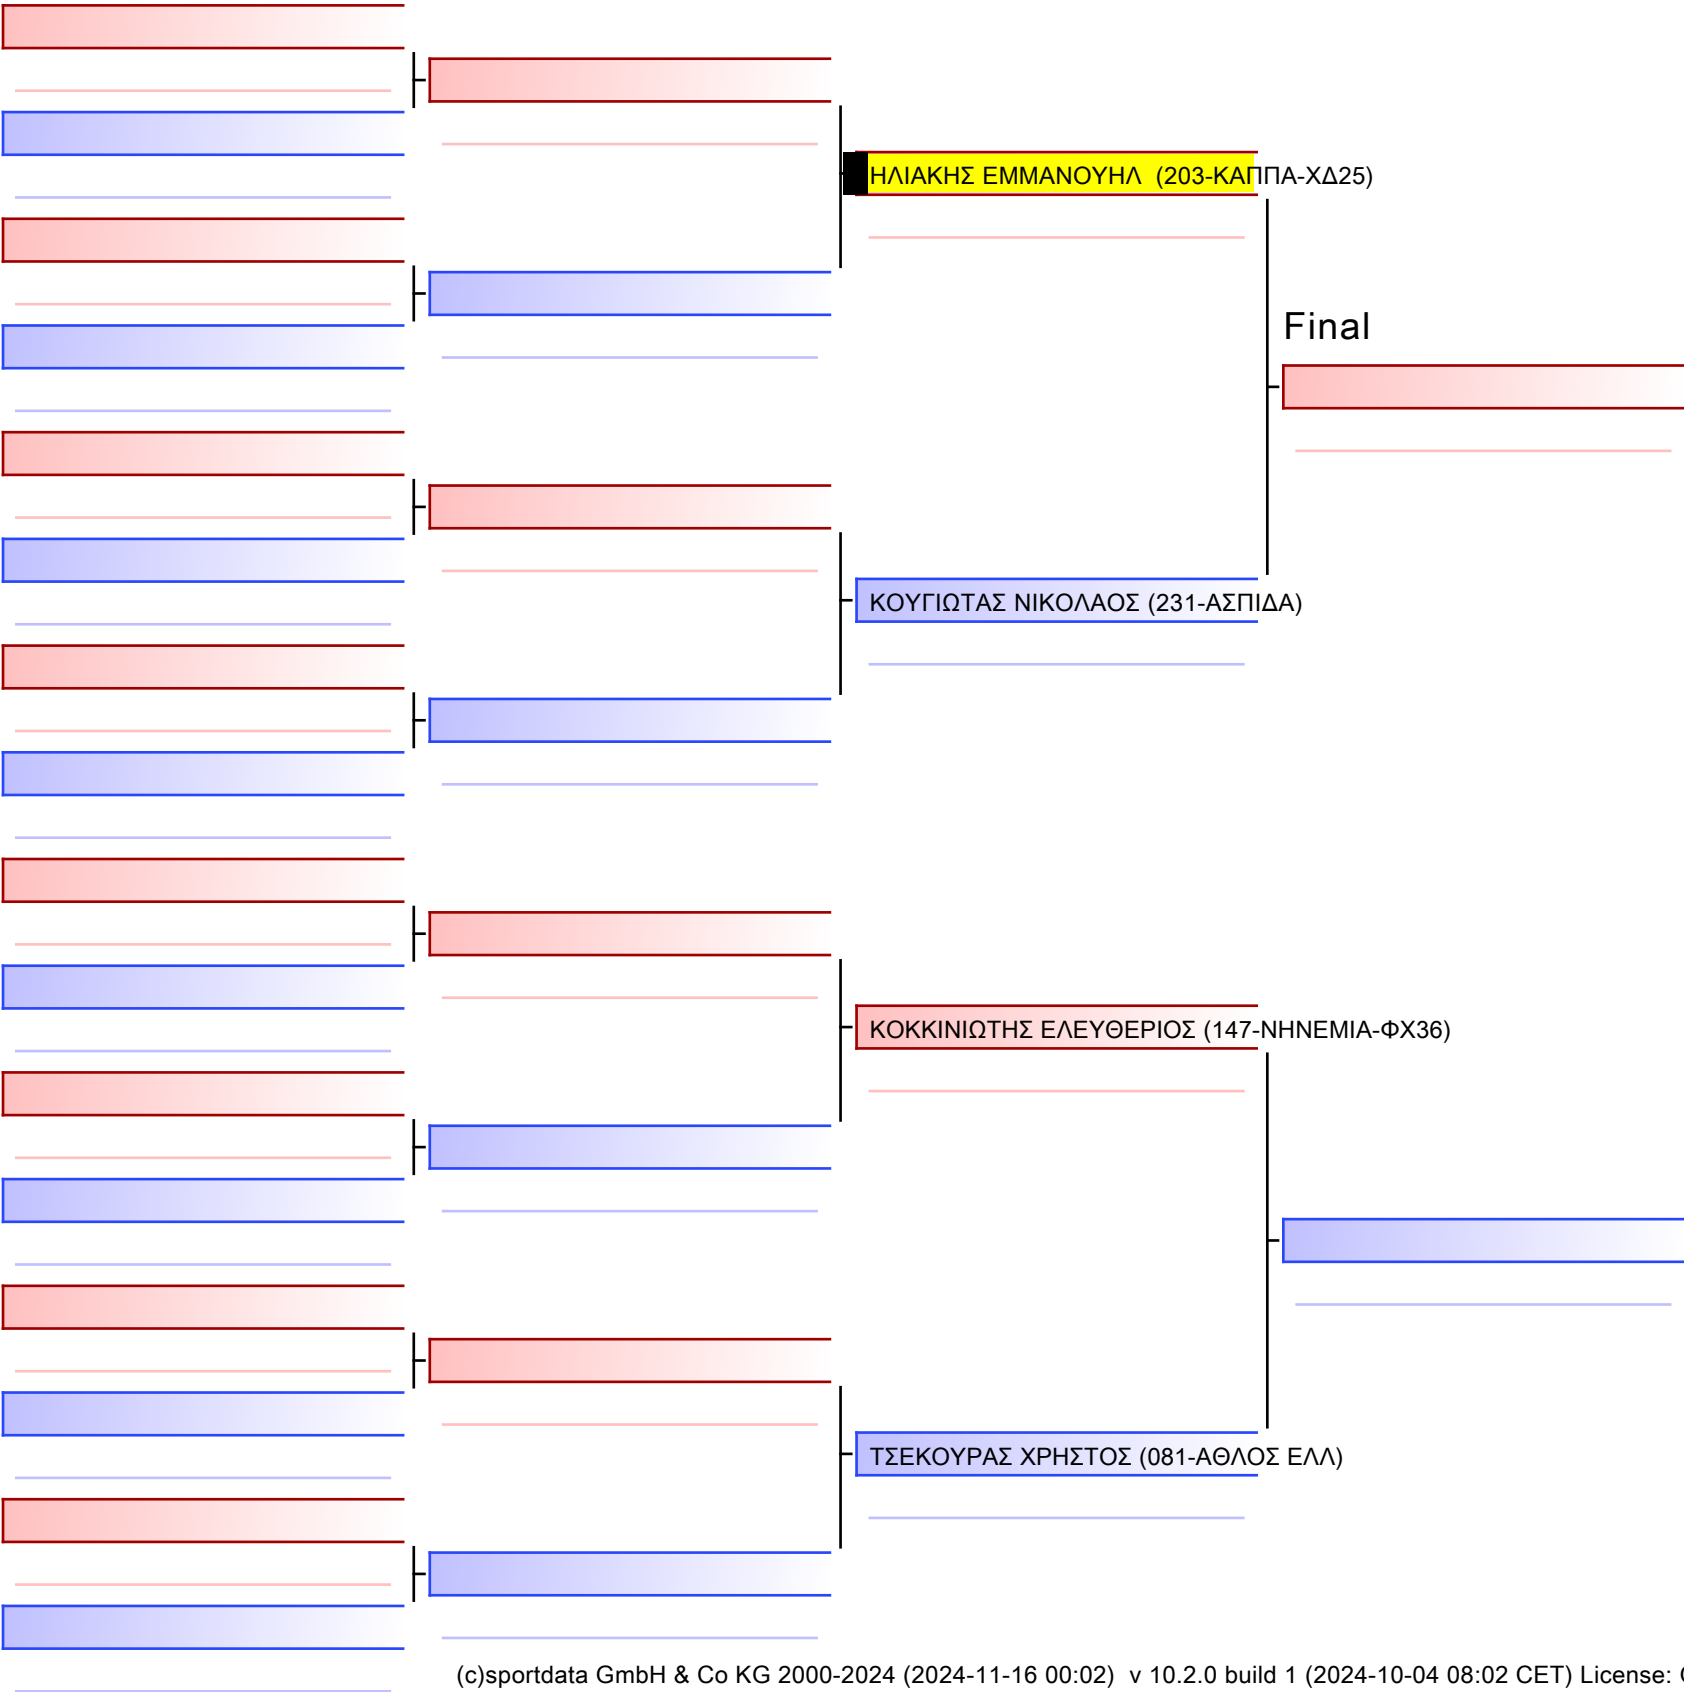 ΗΛΙΑΚΗΣ ΕΜΜΑΝΟΥΗΛ (203-ΚΑΠΠΑ-ΧΔ25)
Final
ΚΟΥΓΙΩΤΑΣ ΝΙΚΟΛΑΟΣ (231-ΑΣΠΙΔΑ)
ΚΟΚΚΙΝΙΩΤΗΣ ΕΛΕΥΘΕΡΙΟΣ (147-ΝΗΝΕΜΙΑ-ΦΧ36)
ΤΣΕΚΟΥΡΑΣ ΧΡΗΣΤΟΣ (081-ΑΘΛΟΣ ΕΛΛ)
(c)sportdata GmbH & Co KG 2000-2024 (2024-11-16 00:02) v 10.2.0 build 1 (2024-10-04 08:02 CET) License: